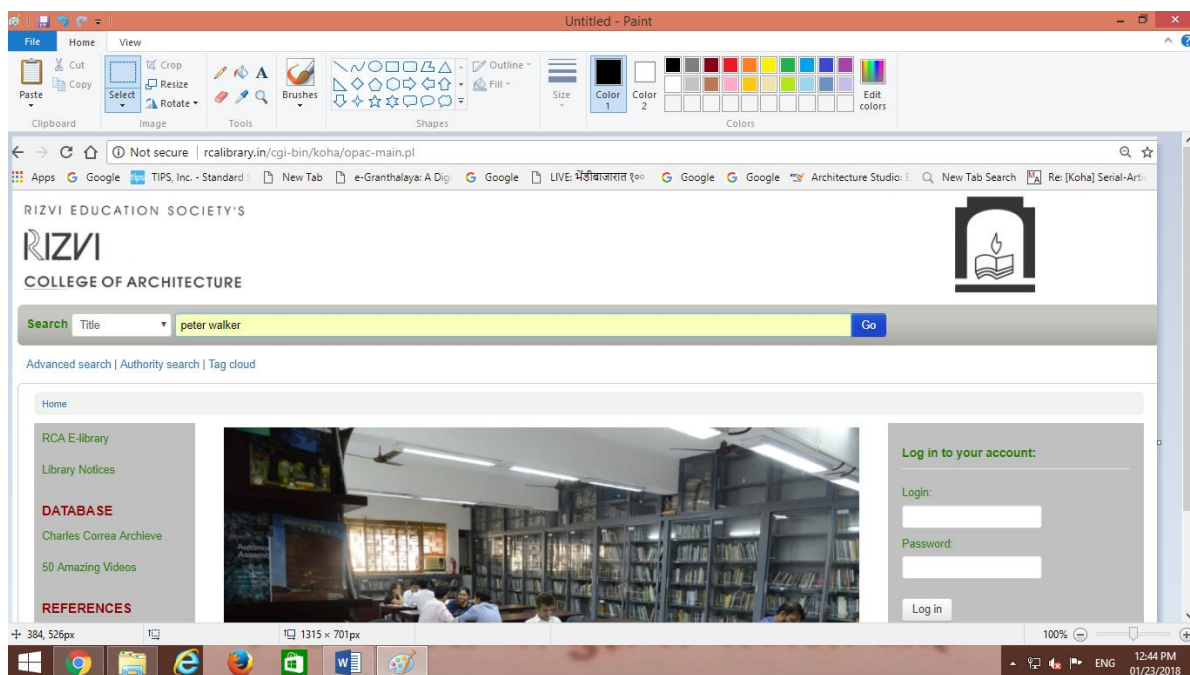 Untitled - Paint
File Home View
Paste
Cut
Copy
Clipboard
Select
Crop
Resize
Rotate
Image
Tools
Brushes
Shapes
Outline
Fill
Size
Color 1
Color 2
Edit colors
Colors
Not secure | rcalibrary.in/cgi-bin/koha/opac-main.pl
Apps Google TIPS, Inc. - Standard New Tab e-Granthalaya: A Dig Google LIVE: भेंडीबाजारात १०० Google Google Architecture Studio: New Tab Search Re: [Koha] Serial-Arti
RIZVI EDUCATION SOCIETY'S
RIZVI
COLLEGE OF ARCHITECTURE
Search Title peter walker Go
Advanced search | Authority search | Tag cloud
Home
RCA E-library
Library Notices
DATABASE
Charles Correa Archieve
50 Amazing Videos
REFERENCES
Autonomous
Log in to your account:
Login:
Password:
Log in
384, 526px 1315 × 701px 100%
ENG 12:44 PM
01/23/2018